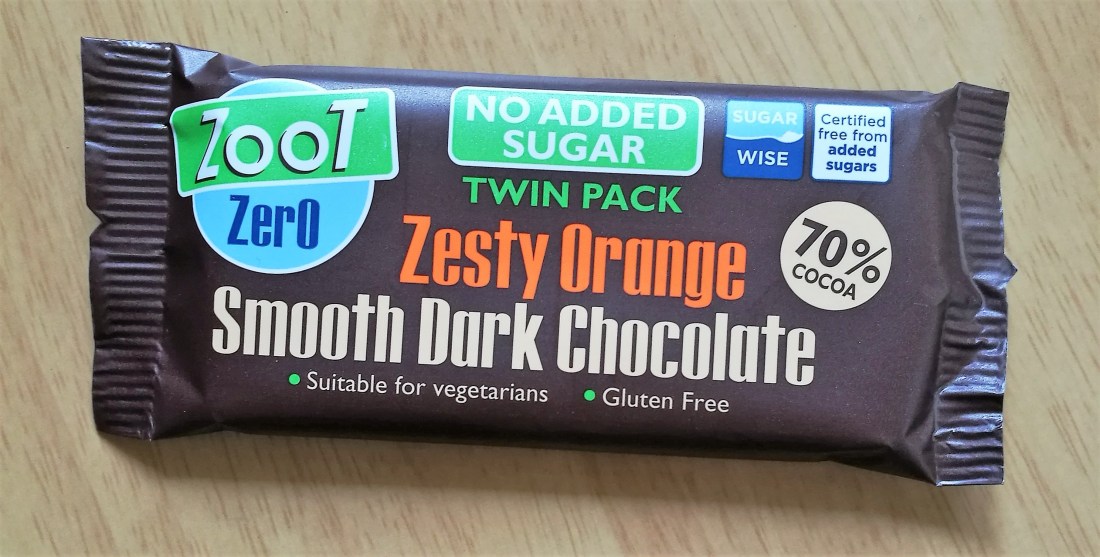 ZooT
Zer0
NO ADDED
SUGAR
TWIN PACK
SUGAR
WISE
Certified
free from
added
sugars
Zesty Orange
70%
COCOA
Smooth Dark Chocolate
• Suitable for vegetarians • Gluten Free